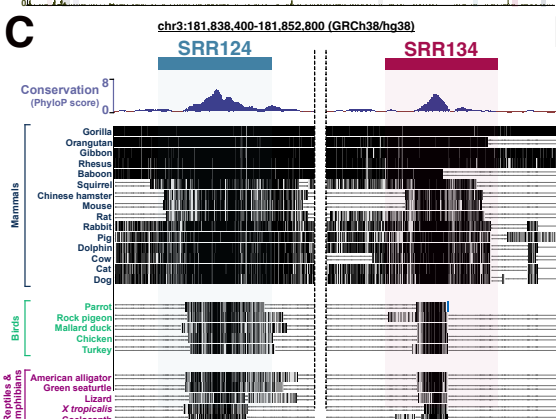 C
chr3:181,838,400-181,852,800 (GRCh38/hg38)
SRR124
SRR134
Conservation
(PhyloP score)
8
0
Mammals
Gorilla
Orangutan
Gibbon
Rhesus
Baboon
Squirrel
Chinese hamster
Mouse
Rat
Rabbit
Pig
Dolphin
Cow
Cat
Dog
Birds
Parrot
Rock pigeon
Mallard duck
Chicken
Turkey
Reptiles &
American alligator
Green seaturtle
Lizard
X tropicalis